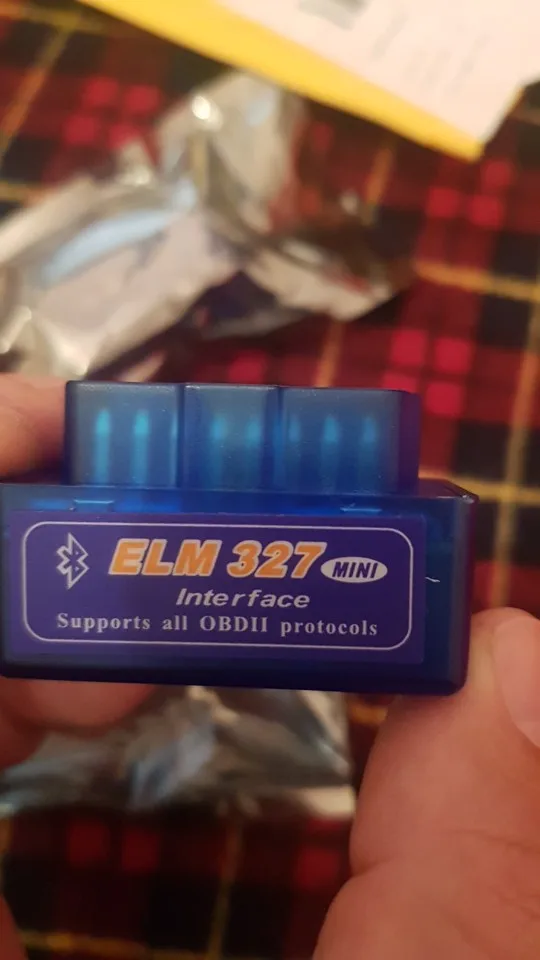 ELM 327 MINI
Interface
Supports all OBDII protocols